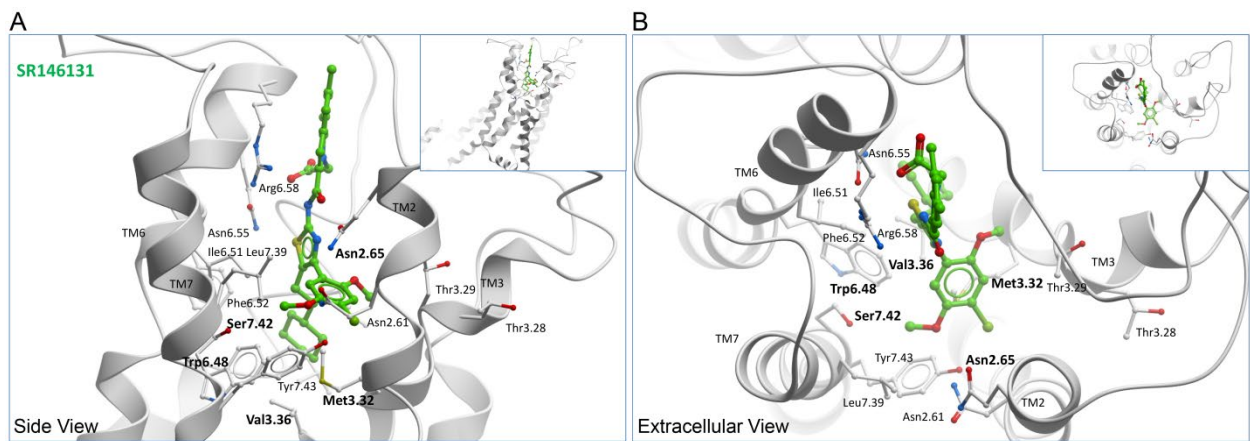 A
SR146131
Arg6.58
TM2
Asn6.55
TM6
Asn2.65
Ile6.51 Leu7.39
TM7
TM3
Thr3.29
Phe6.52
Asn2.61
Thr3.28
Ser7.42
Trp6.48
Tyr7.43
Met3.32
Val3.36
Side View
B
Asn6.55
TM6
Ile6.51
Arg6.58
Phe6.52
TM3
Val3.36
Met3.32
Thr3.29
Trp6.48
Ser7.42
Thr3.28
TM7
Tyr7.43
Asn2.65
Leu7.39
Asn2.61
TM2
Extracellular View